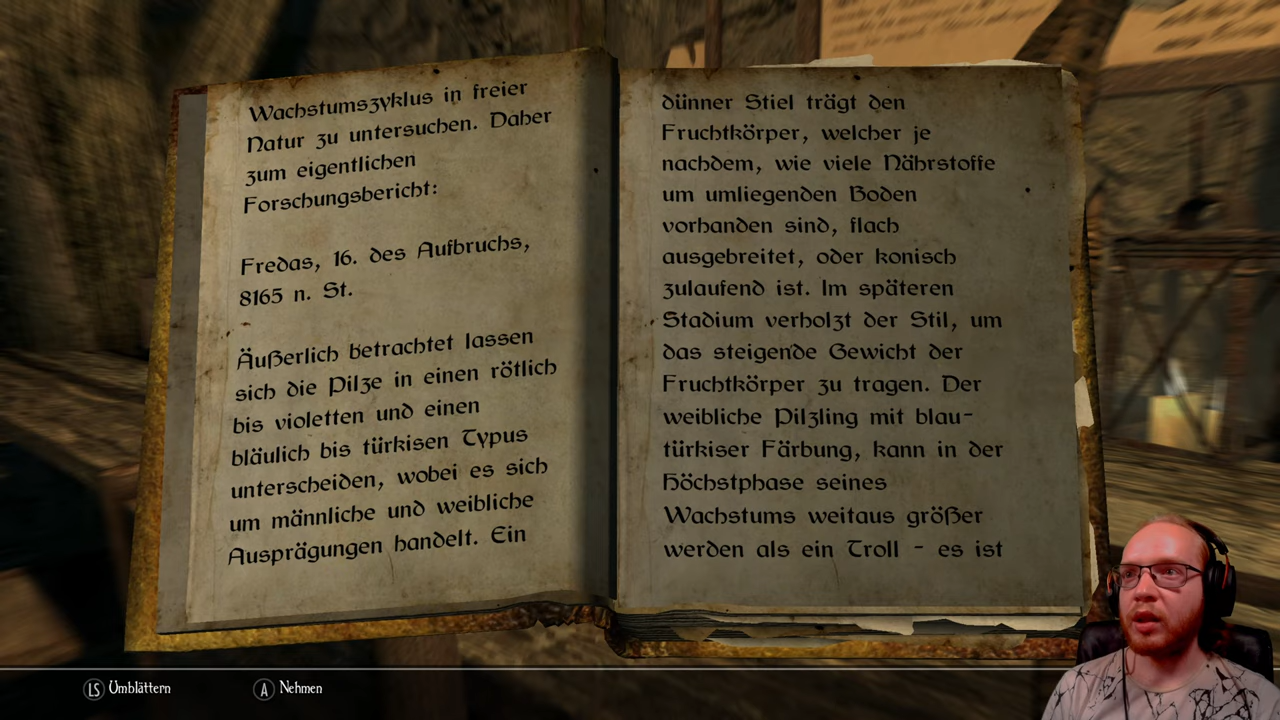 Wachstumszyklus in freier
Natur zu untersuchen. Daher
zum eigentlichen
Forschungsbericht:
Fredas, 16. des Aufbruchs,
8165 n. St.
Äußerlich betrachtet lassen
sich die Pilze in einen rötlich
bis violetten und einen
bläulich bis türkisen Typus
unterscheiden, wobei es sich
um männliche und weibliche
Ausprägungen handelt. Ein
dünner Stiel trägt den
Fruchtkörper, welcher je
nachdem, wie viele Nährstoffe
um umliegenden Boden
vorhanden sind, flach
ausgebreitet, oder konisch
zulaufend ist. Im späteren
Stadium verholzt der Stil, um
das steigende Gewicht der
Fruchtkörper zu tragen. Der
weibliche Pilzling mit blau-
türkiser Färbung, kann in der
Höchstphase seines
Wachstums weitaus größer
werden als ein Troll - es ist
LS Umblättern
A Nehmen